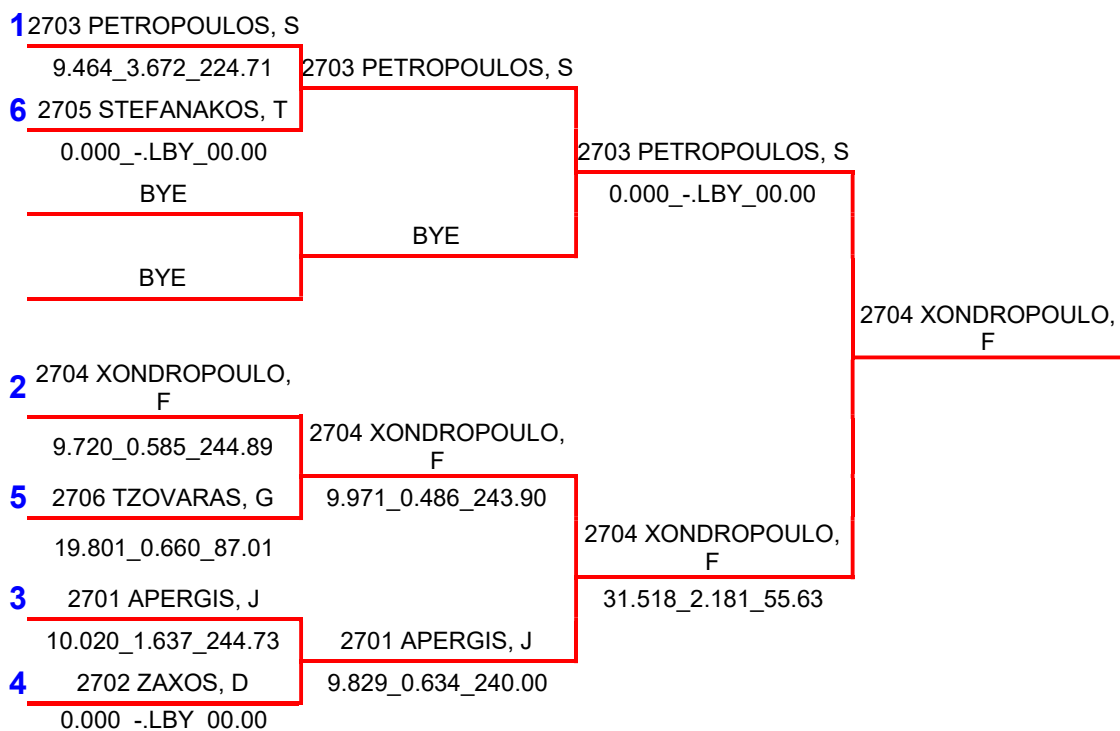 1 2703 PETROPOULOS, S
9.464_3.672_224.71
6 2705 STEFANAKOS, T
0.000_-.LBY_00.00
BYE
BYE
2 2704 XONDROPOULO,
F
9.720_0.585_244.89
5 2706 TZOVARAS, G
19.801_0.660_87.01
3 2701 APERGIS, J
10.020_1.637_244.73
4 2702 ZAXOS, D
0.000_-.LBY_00.00
2703 PETROPOULOS, S
BYE
2704 XONDROPOULO,
F
9.971_0.486_243.90
2701 APERGIS, J
9.829_0.634_240.00
2703 PETROPOULOS, S
0.000_-.LBY_00.00
2704 XONDROPOULO,
F
31.518_2.181_55.63
2704 XONDROPOULO,
F